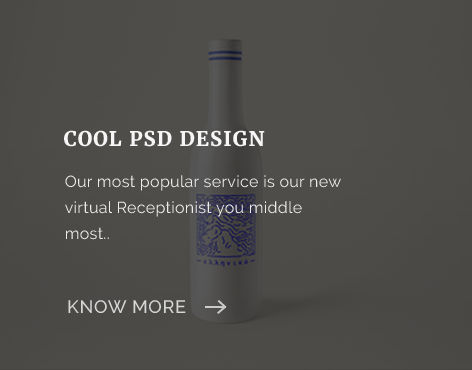 COOL PSD DESIGN
Our most popular service is our new
virtual Receptionist you middle
most..
KNOW MORE